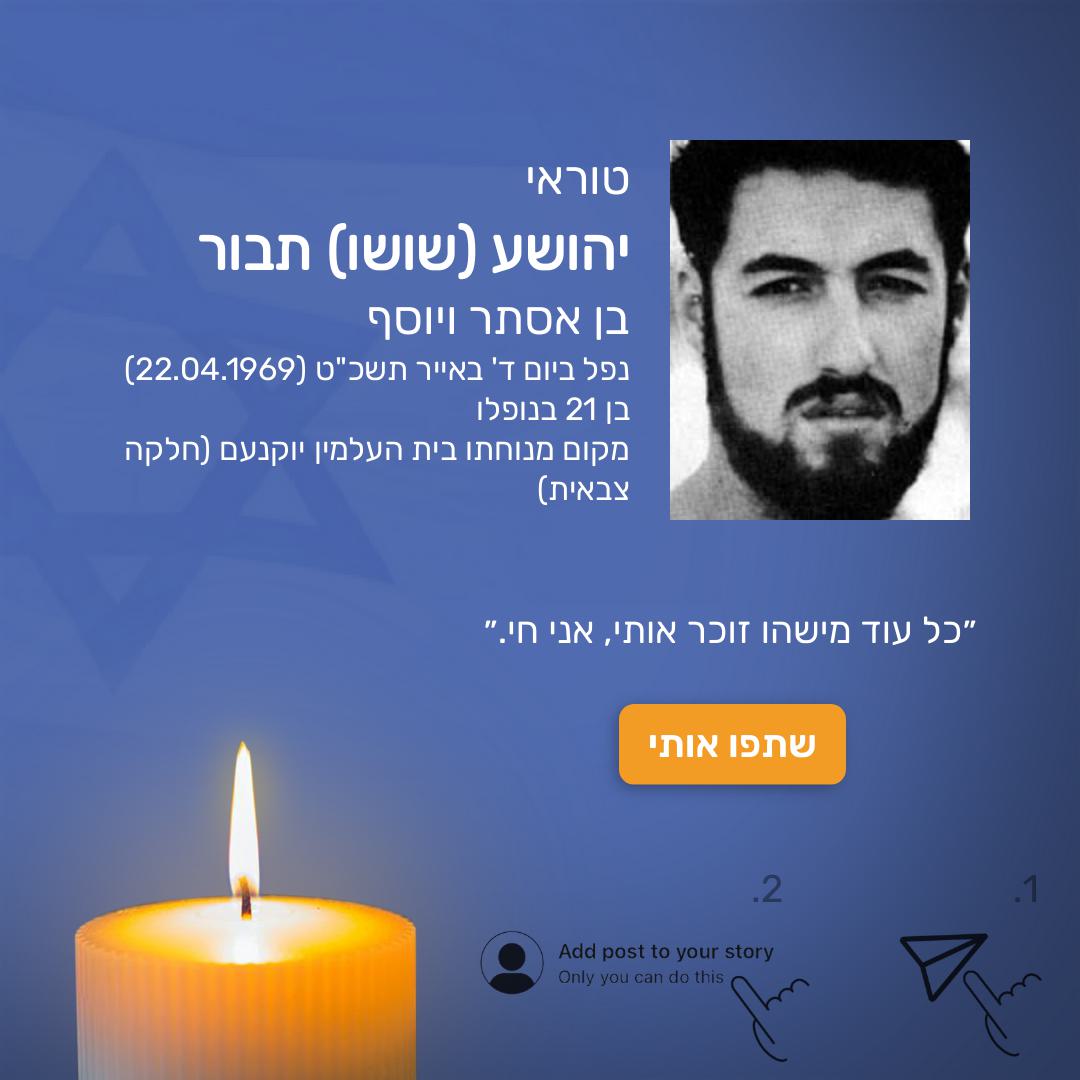 טוראי
יהושע (שושו) תבור
בן אסתר ויוסף
נפל ביום ד' באייר תשכ"ט (22.04.1969)
בן 21 בנופלו
מקום מנוחתו בית העלמין יוקנעם (חלקה
צבאית)
״כל עוד מישהו זוכר אותי, אני חי.״
שתפו אותי
1.
2.
Add post to your story
Only you can do this